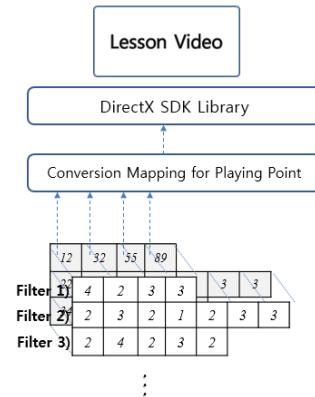 Lesson Video
DirectX SDK Library
Conversion Mapping for Playing Point
12 32 55 89
22 3 3
Filter 1) 4 2 3 3
Filter 2) 2 3 2 1 2 3 3
24
Filter 3) 2 4 2 3 2